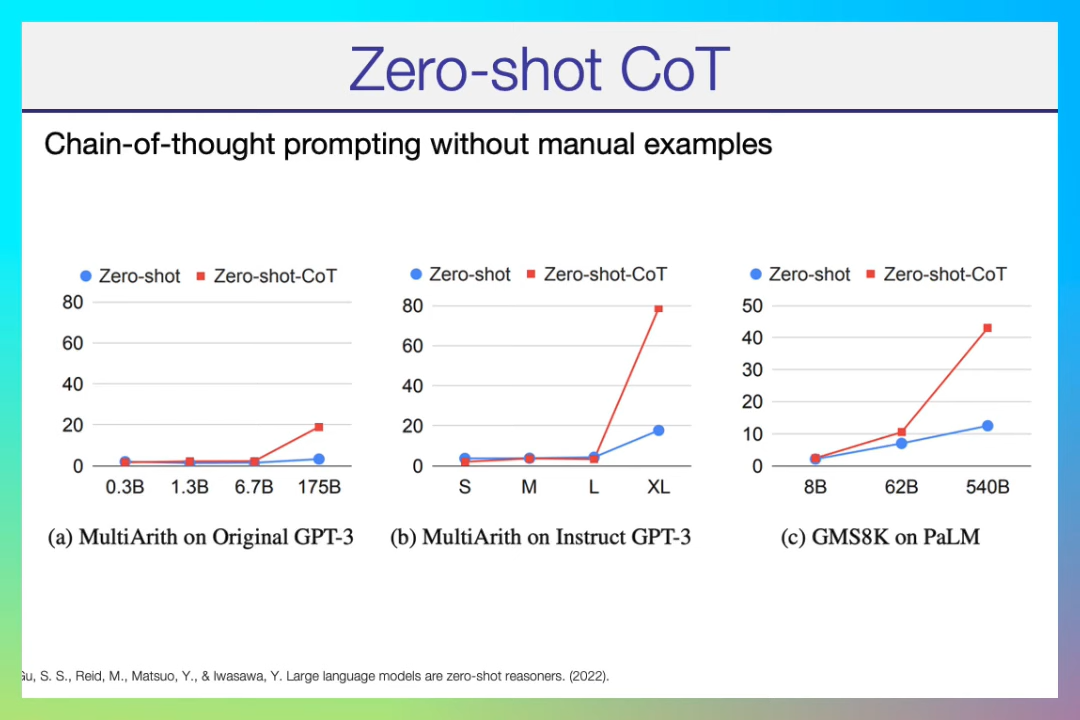 Zero-shot CoT
Chain-of-thought prompting without manual examples
Zero-shot Zero-shot-CoT
80
60
40
20
0
0.3B 1.3B 6.7B 175B
(a) MultiArith on Original GPT-3
Zero-shot Zero-shot-CoT
80
60
40
20
0
S M L XL
(b) MultiArith on Instruct GPT-3
Zero-shot Zero-shot-CoT
50
40
30
20
10
0
8B 62B 540B
(c) GMS8K on PaLM
S. S., Reid, M., Matsuo, Y., & Iwasawa, Y. Large language models are zero-shot reasoners. (2022).